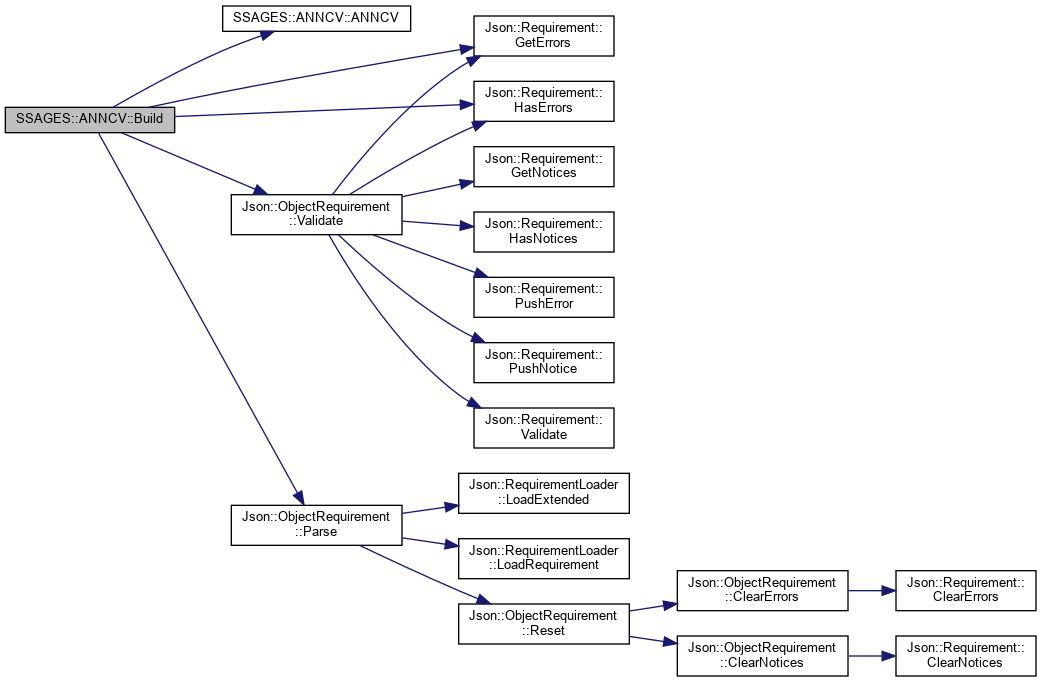 SSAGES::ANNCV::Build
SSAGES::ANNCV::ANNCV
Json::Requirement::
GetErrors
Json::Requirement::
HasErrors
Json::ObjectRequirement
::Validate
Json::Requirement::
GetNotices
Json::Requirement::
HasNotices
Json::Requirement::
PushError
Json::Requirement::
PushNotice
Json::Requirement::
Validate
Json::ObjectRequirement
::Parse
Json::RequirementLoader
::LoadExtended
Json::RequirementLoader
::LoadRequirement
Json::ObjectRequirement
::Reset
Json::ObjectRequirement
::ClearErrors
Json::Requirement::
ClearErrors
Json::ObjectRequirement
::ClearNotices
Json::Requirement::
ClearNotices